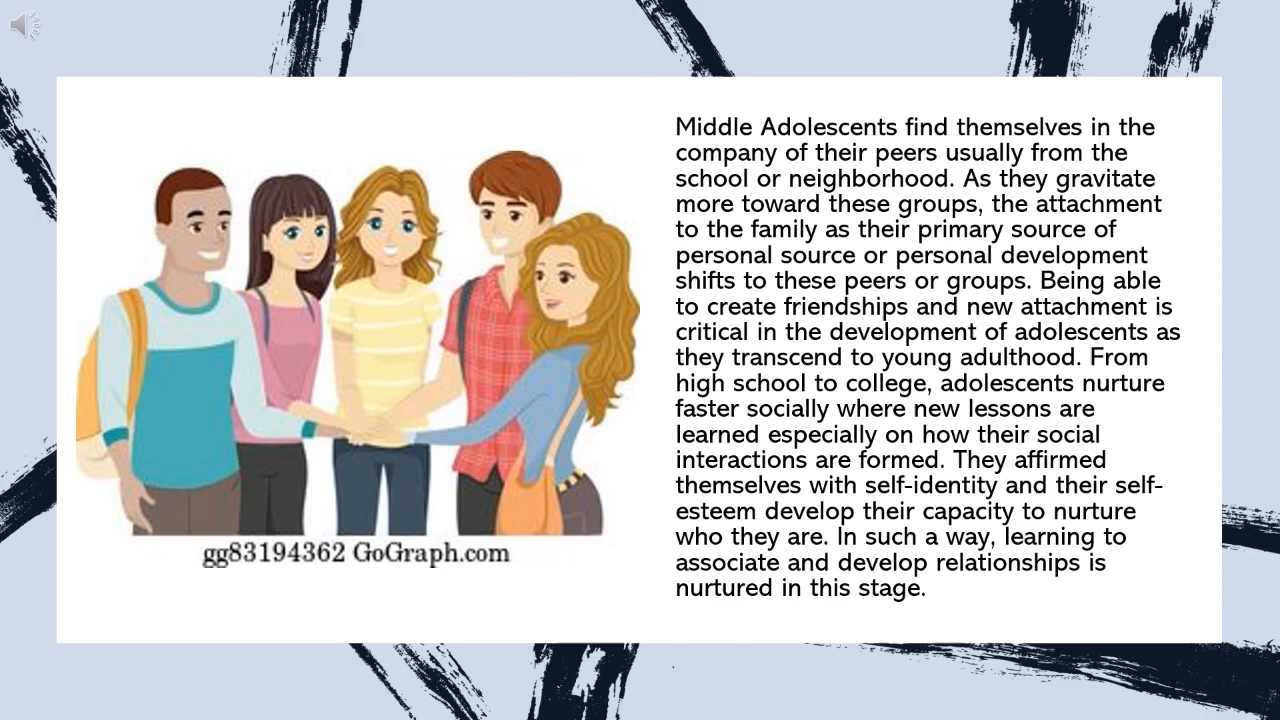 Middle Adolescents find themselves in the
company of their peers usually from the
school or neighborhood. As they gravitate
more toward these groups, the attachment
to the family as their primary source of
personal source or personal development
shifts to these peers or groups. Being able
to create friendships and new attachment is
critical in the development of adolescents as
they transcend to young adulthood. From
high school to college, adolescents nurture
faster socially where new lessons are
learned especially on how their social
interactions are formed. They affirmed
themselves with self-identity and their self-
esteem develop their capacity to nurture
who they are. In such a way, learning to
associate and develop relationships is
nurtured in this stage.
gg83194362 GoGraph.com